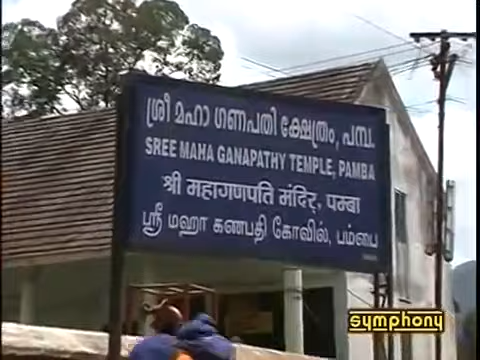 ശ്രീ മഹാ ഗണപതി ക്ഷേത്രം, പമ്പ.
SREE MAHA GANAPATHY TEMPLE, PAMBA
श्री महागणपति मंदिर, पम्बा
ஸ்ரீ மஹா கணபதி கோவில், பம்பை
symphony